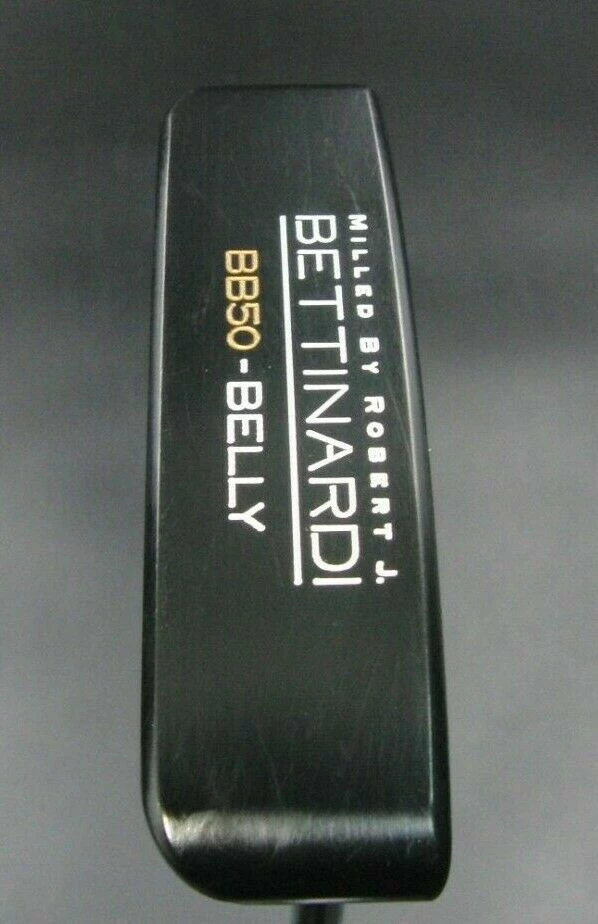 MILLED BY ROBERT J.
BETTINARDI
BB50-BELLY